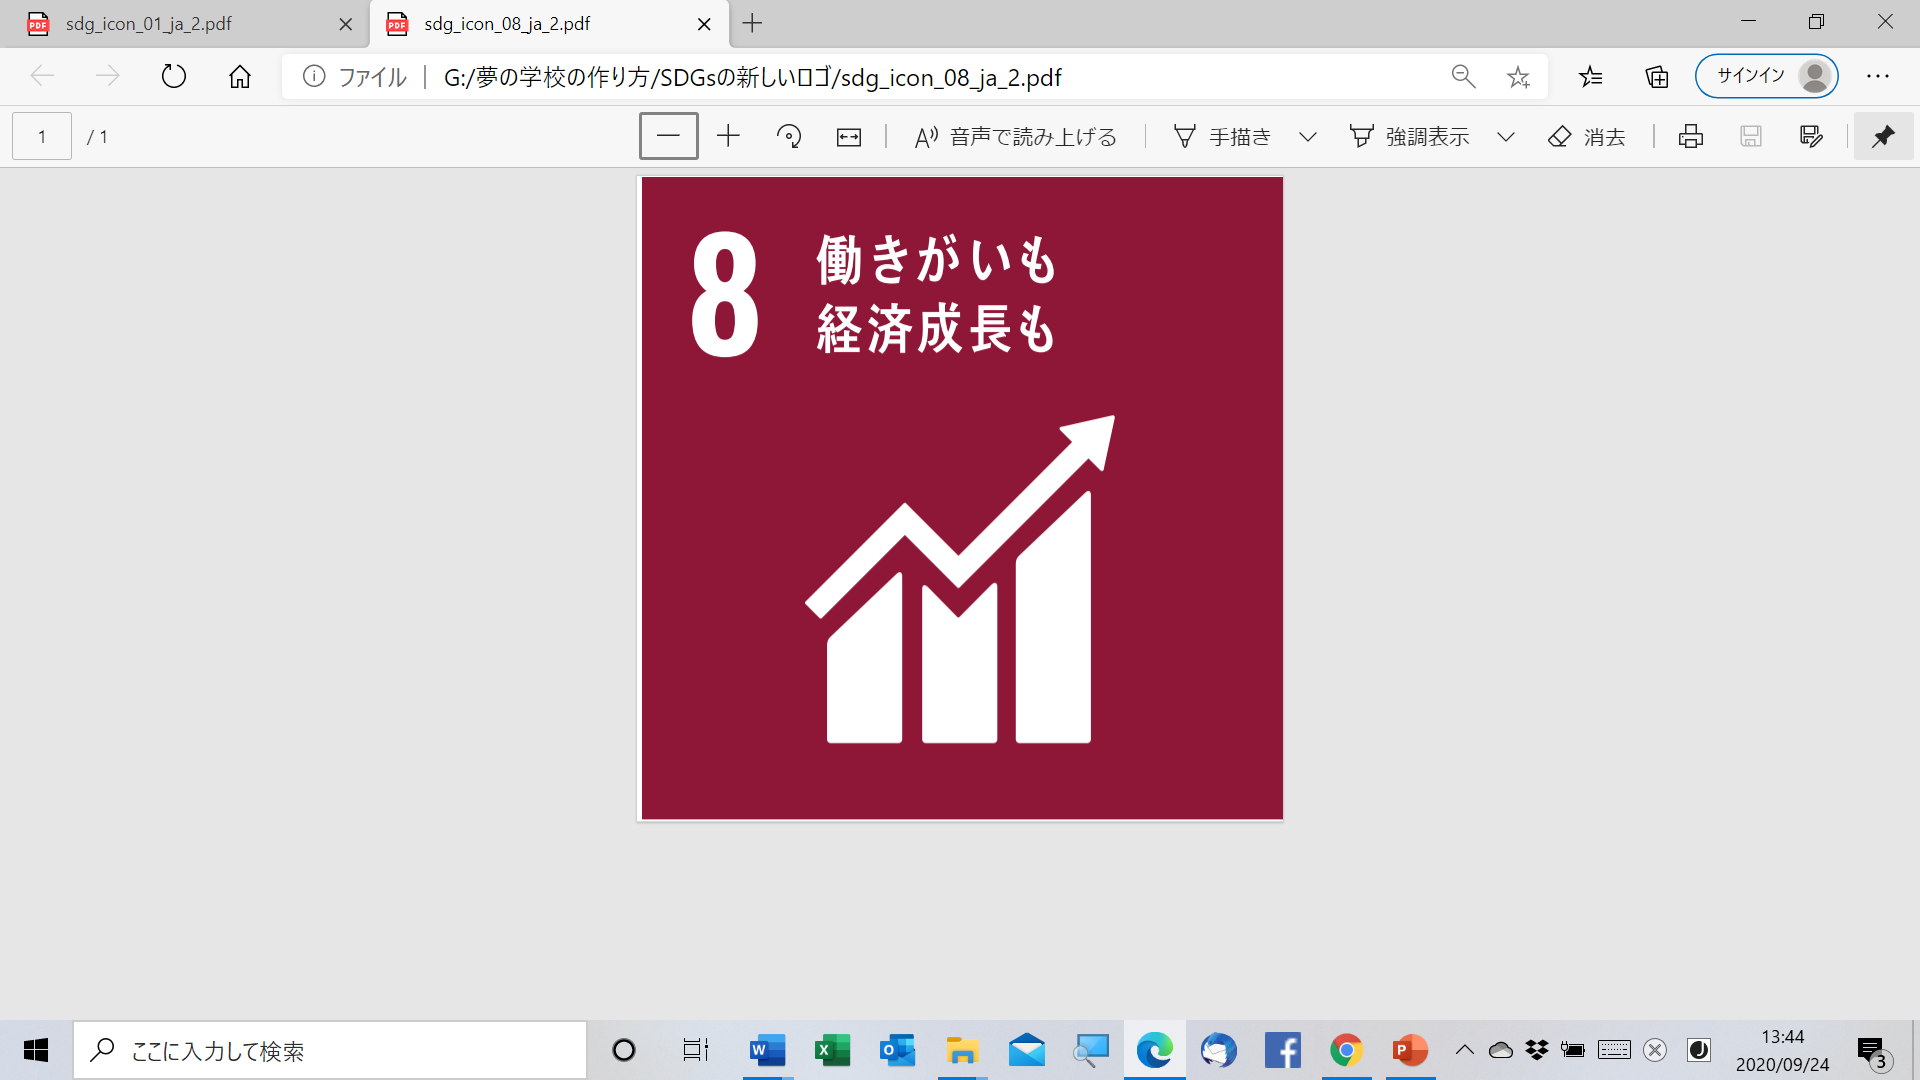 sdg_icon_01_ja_2.pdf
sdg_icon_08_ja_2.pdf
ファイル
G:/夢の学校の作り方/SDGsの新しいロゴ/sdg_icon_08_ja_2.pdf
サインイン
1
/ 1
音声で読み上げる
手描き
強調表示
消去
8
働きがいも
経済成長も
ここに入力して検索
13:44
2020/09/24
3